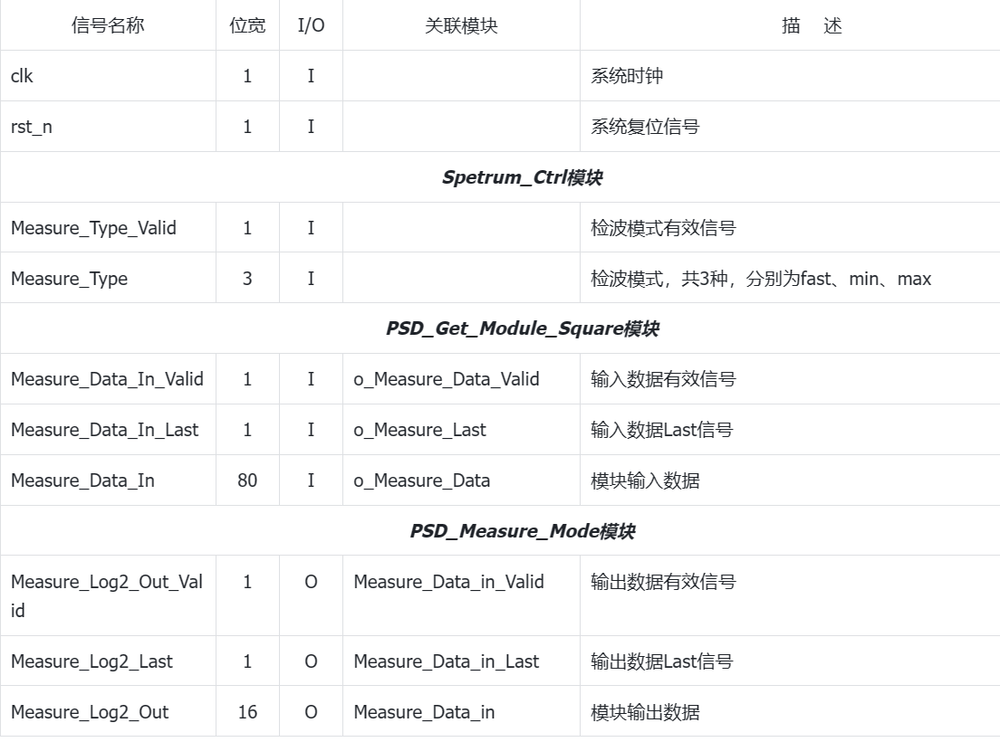 信号名称 位宽 I/O 关联模块 描 述
clk 1 I 系统时钟
rst_n 1 I 系统复位信号
Spetrum_Ctrl模块
Measure_Type_Valid 1 I 检波模式有效信号
Measure_Type 3 I 检波模式，共3种，分别为fast、min、max
PSD_Get_Module_Square模块
Measure_Data_In_Valid 1 I o_Measure_Data_Valid 输入数据有效信号
Measure_Data_In_Last 1 I o_Measure_Last 输入数据Last信号
Measure_Data_In 80 I o_Measure_Data 模块输入数据
PSD_Measure_Mode模块
Measure_Log2_Out_Val 1 O Measure_Data_in_Valid 输出数据有效信号
id
Measure_Log2_Last 1 O Measure_Data_in_Last 输出数据Last信号
Measure_Log2_Out 16 O Measure_Data_in 模块输出数据